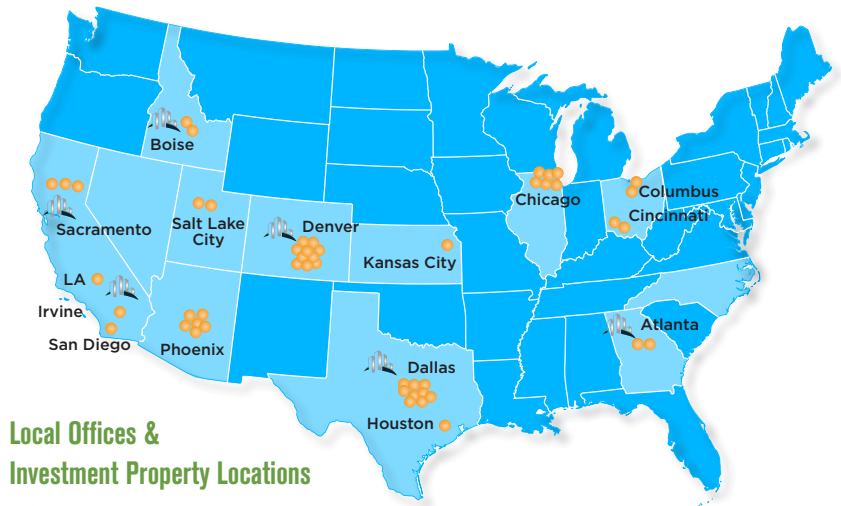 Boise
Sacramento
Salt Lake
City
Denver
Kansas City
Chicago
Columbus
Cincinnati
LA
Irvine
San Diego
Phoenix
Dallas
Houston
Atlanta
Local Offices &
Investment Property Locations